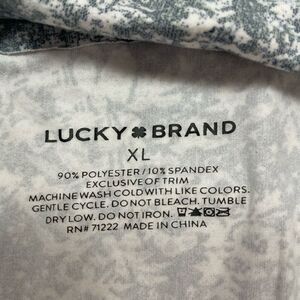 LUCKY BRAND
XL
90% POLYESTER / 10% SPANDEX
EXCLUSIVE OF TRIM
MACHINE WASH COLD WITH LIKE COLORS.
GENTLE CYCLE. DO NOT BLEACH. TUMBLE
DRY LOW. DO NOT IRON.
RN# 71222 MADE IN CHINA